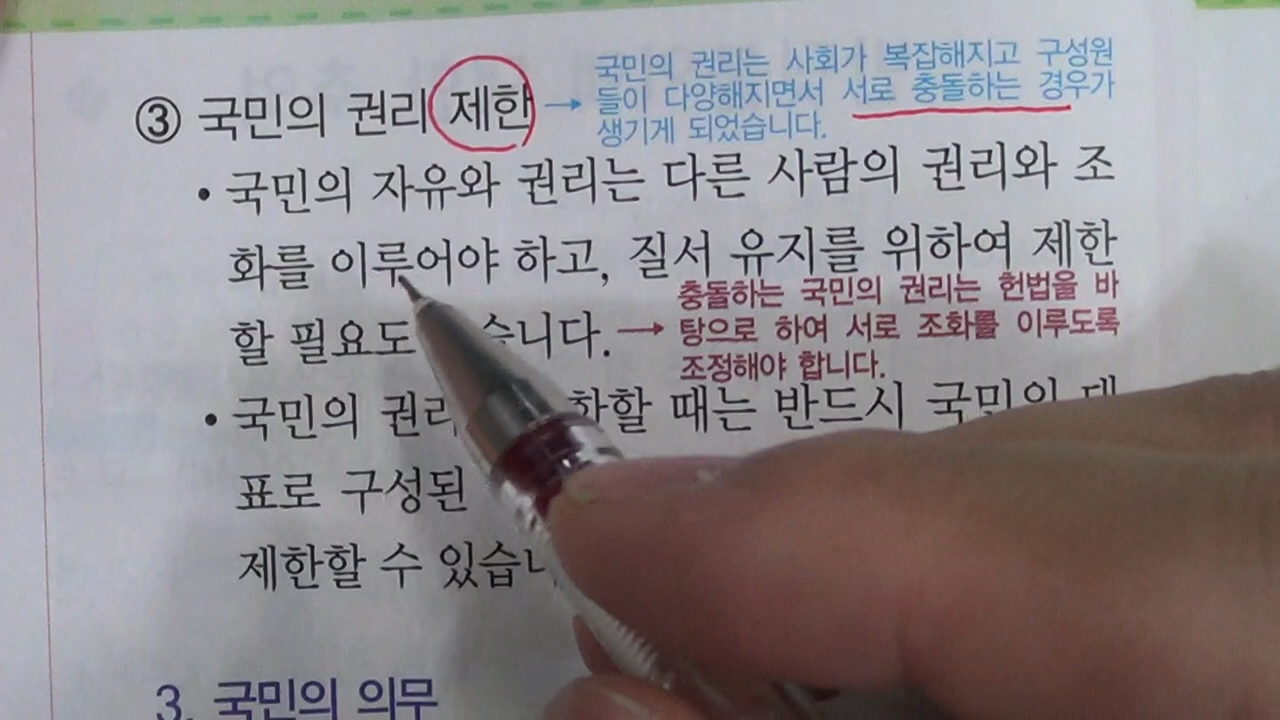 ③ 국민의 권리 제한 → 국민의 권리는 사회가 복잡해지고 구성원
들이 다양해지면서 서로 충돌하는 경우가
생기게 되었습니다.
• 국민의 자유와 권리는 다른 사람의 권리와 조
화를 이루어야 하고, 질서 유지를 위하여 제한
할 필요도 습니다. → 충돌하는 국민의 권리는 헌법을 바
탕으로 하여 서로 조화를 이루도록
조정해야 합니다.
• 국민의 권리 한할 때는 반드시 국민의 대
표로 구성된
제한할 수 있습니
3. 국민의 의무